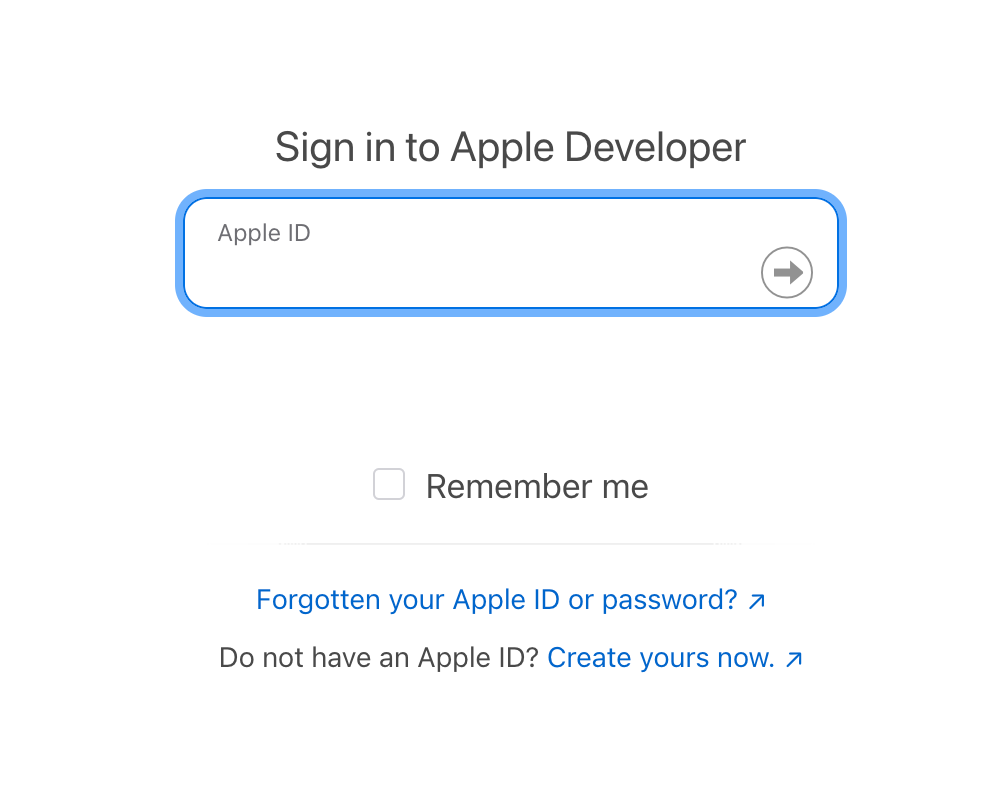 Sign in to Apple Developer
Apple ID
Remember me
Forgotten your Apple ID or password? ↗
Do not have an Apple ID? Create yours now. ↗